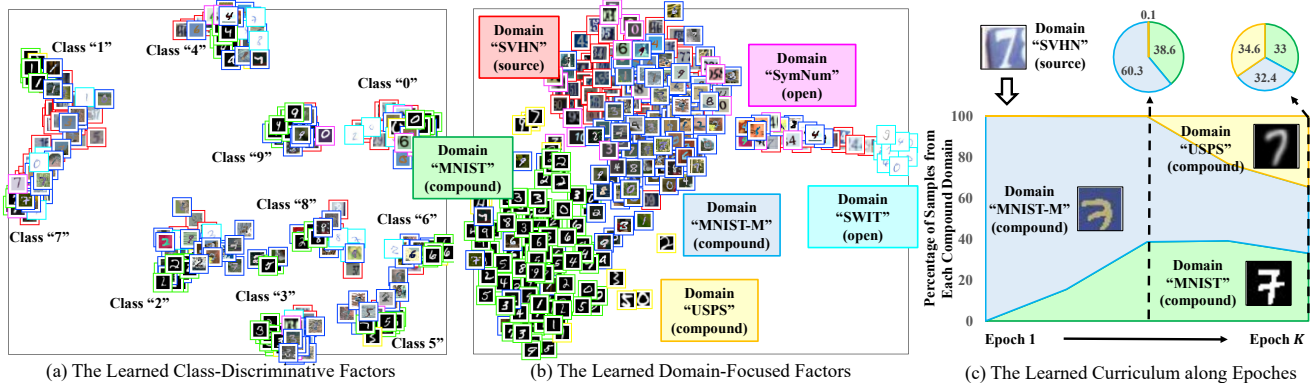 Class “1”
Class “4”
Class “0”
Class “9”
Class “7”
Class “8”
Class “6”
Class “2”
Class “3”
Class 5”
(a) The Learned Class-Discriminative Factors
Domain
“SVHN”
(source)
Domain
“SymNum”
(open)
Domain
“MNIST”
(compound)
Domain
“MNIST-M”
(compound)
Domain
“SWIT”
(open)
Domain
“USPS”
(compound)
(b) The Learned Domain-Focused Factors
Domain
“SVHN”
(source)
0.1
38.6
60.3
34.6
33
32.4
Percentage of Samples from
Each Compound Domain
100
80
60
40
20
0
Domain
“USPS”
(compound)
Domain
“MNIST-M”
(compound)
Domain
“MNIST”
(compound)
Epoch 1
Epoch K
(c) The Learned Curriculum along Epoches